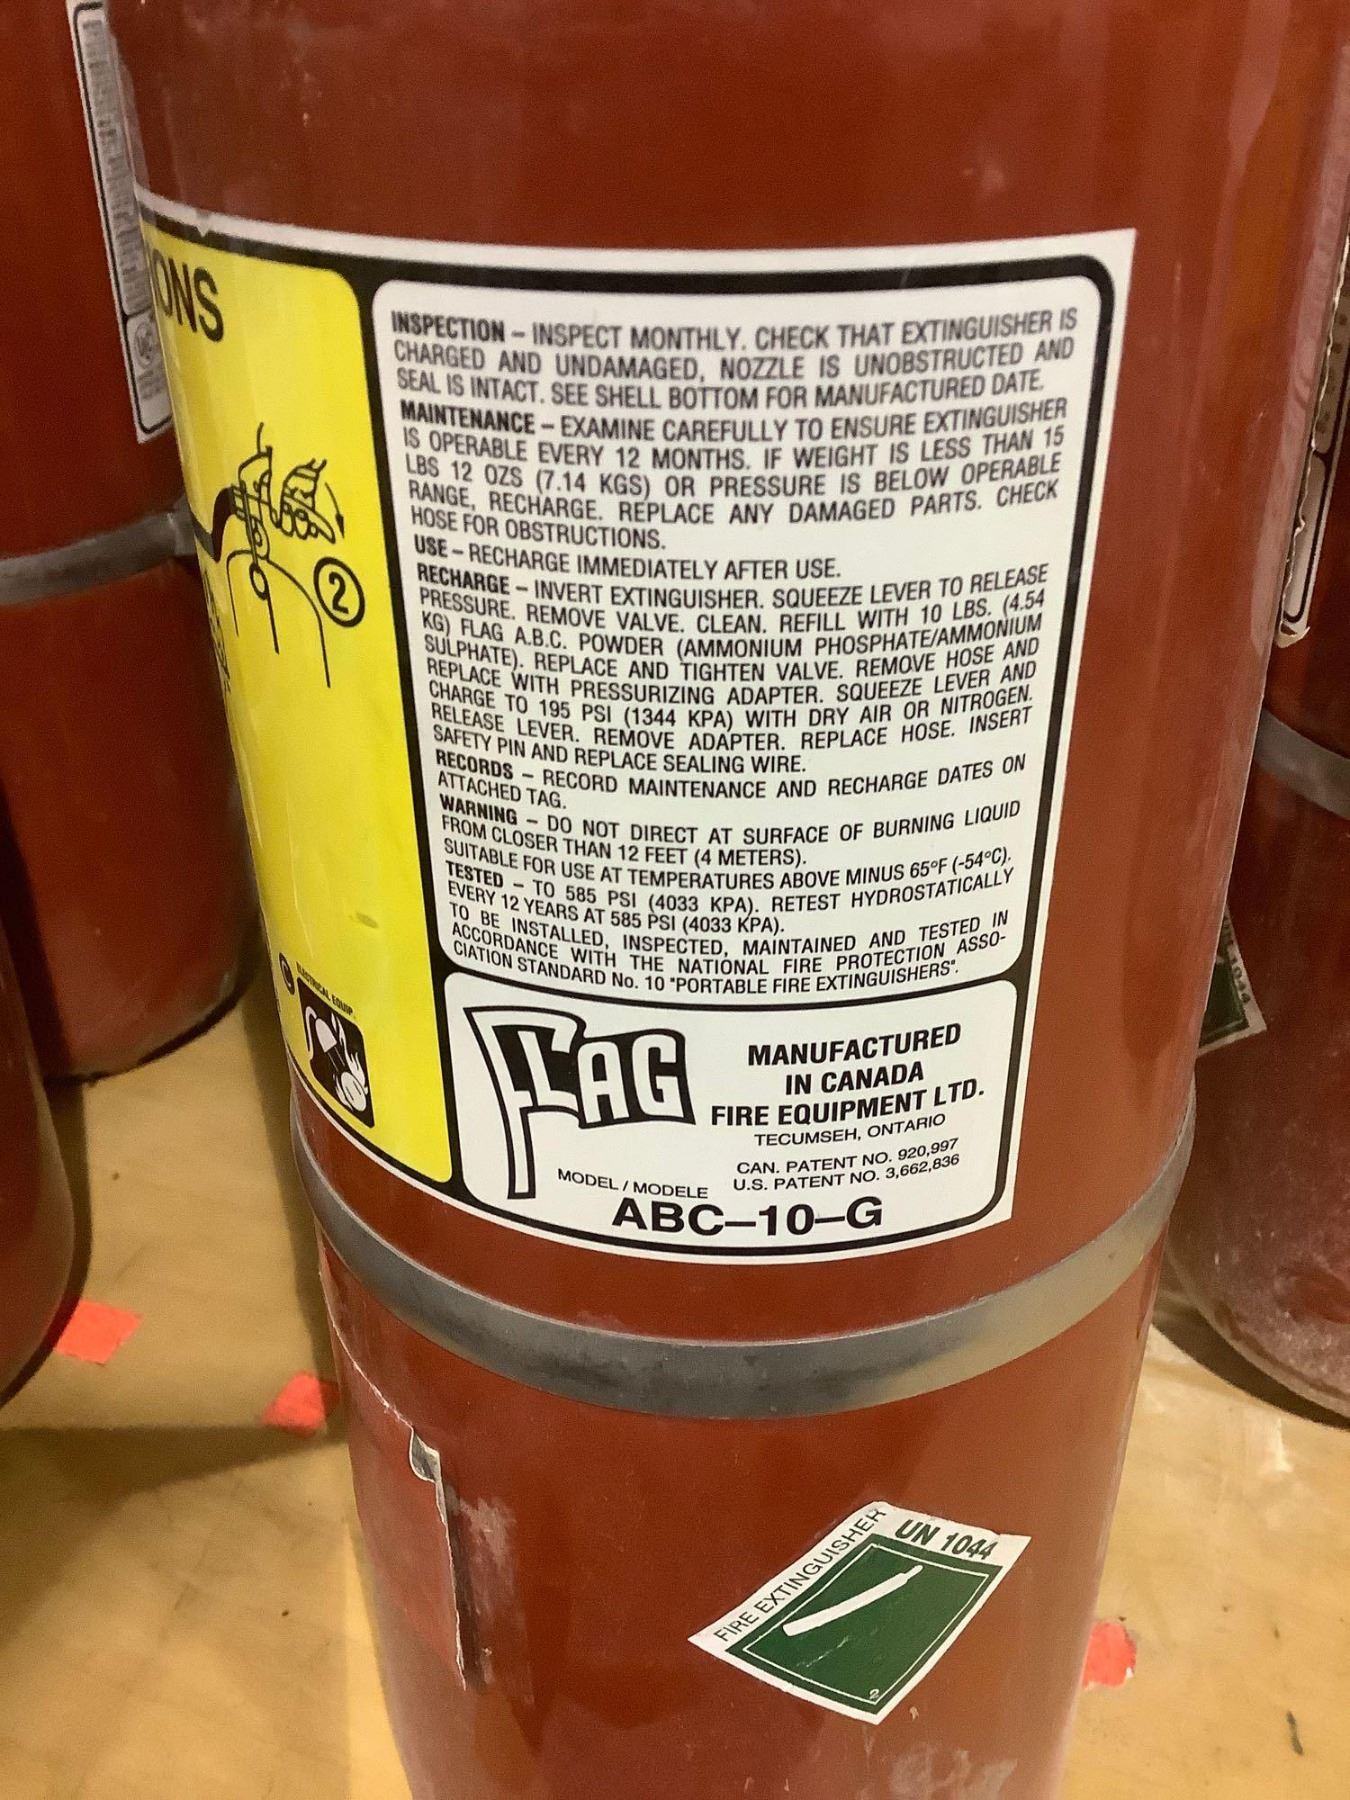 ONS
2
ELECTRICAL EQUIP.
C
INSPECTION – INSPECT MONTHLY. CHECK THAT EXTINGUISHER IS
CHARGED AND UNDAMAGED, NOZZLE IS UNOBSTRUCTED AND
SEAL IS INTACT. SEE SHELL BOTTOM FOR MANUFACTURED DATE.
MAINTENANCE – EXAMINE CAREFULLY TO ENSURE EXTINGUISHER
IS OPERABLE EVERY 12 MONTHS. IF WEIGHT IS LESS THAN 15
LBS 12 OZS (7.14 KGS) OR PRESSURE IS BELOW OPERABLE
RANGE, RECHARGE. REPLACE ANY DAMAGED PARTS. CHECK
HOSE FOR OBSTRUCTIONS.
USE – RECHARGE IMMEDIATELY AFTER USE.
RECHARGE – INVERT EXTINGUISHER. SQUEEZE LEVER TO RELEASE
PRESSURE. REMOVE VALVE. CLEAN. REFILL WITH 10 LBS. (4.54
KG) FLAG A.B.C. POWDER (AMMONIUM PHOSPHATE/AMMONIUM
SULPHATE). REPLACE AND TIGHTEN VALVE. REMOVE HOSE AND
REPLACE WITH PRESSURIZING ADAPTER. SQUEEZE LEVER AND
CHARGE TO 195 PSI (1344 KPA) WITH DRY AIR OR NITROGEN.
RELEASE LEVER. REMOVE ADAPTER. REPLACE HOSE. INSERT
SAFETY PIN AND REPLACE SEALING WIRE.
RECORDS – RECORD MAINTENANCE AND RECHARGE DATES ON
ATTACHED TAG.
WARNING – DO NOT DIRECT AT SURFACE OF BURNING LIQUID
FROM CLOSER THAN 12 FEET (4 METERS).
SUITABLE FOR USE AT TEMPERATURES ABOVE MINUS 65°F (-54°C).
TESTED – TO 585 PSI (4033 KPA). RETEST HYDROSTATICALLY
EVERY 12 YEARS AT 585 PSI (4033 KPA).
TO BE INSTALLED, INSPECTED, MAINTAINED AND TESTED IN
ACCORDANCE WITH THE NATIONAL FIRE PROTECTION ASSO-
CIATION STANDARD No. 10 "PORTABLE FIRE EXTINGUISHERS".
FLAG
MANUFACTURED
IN CANADA
FIRE EQUIPMENT LTD.
TECUMSEH, ONTARIO
CAN. PATENT NO. 920,997
U.S. PATENT NO. 3,662,836
MODEL / MODELE
ABC–10–G
FIRE EXTINGUISHER
UN 1044
2
1044